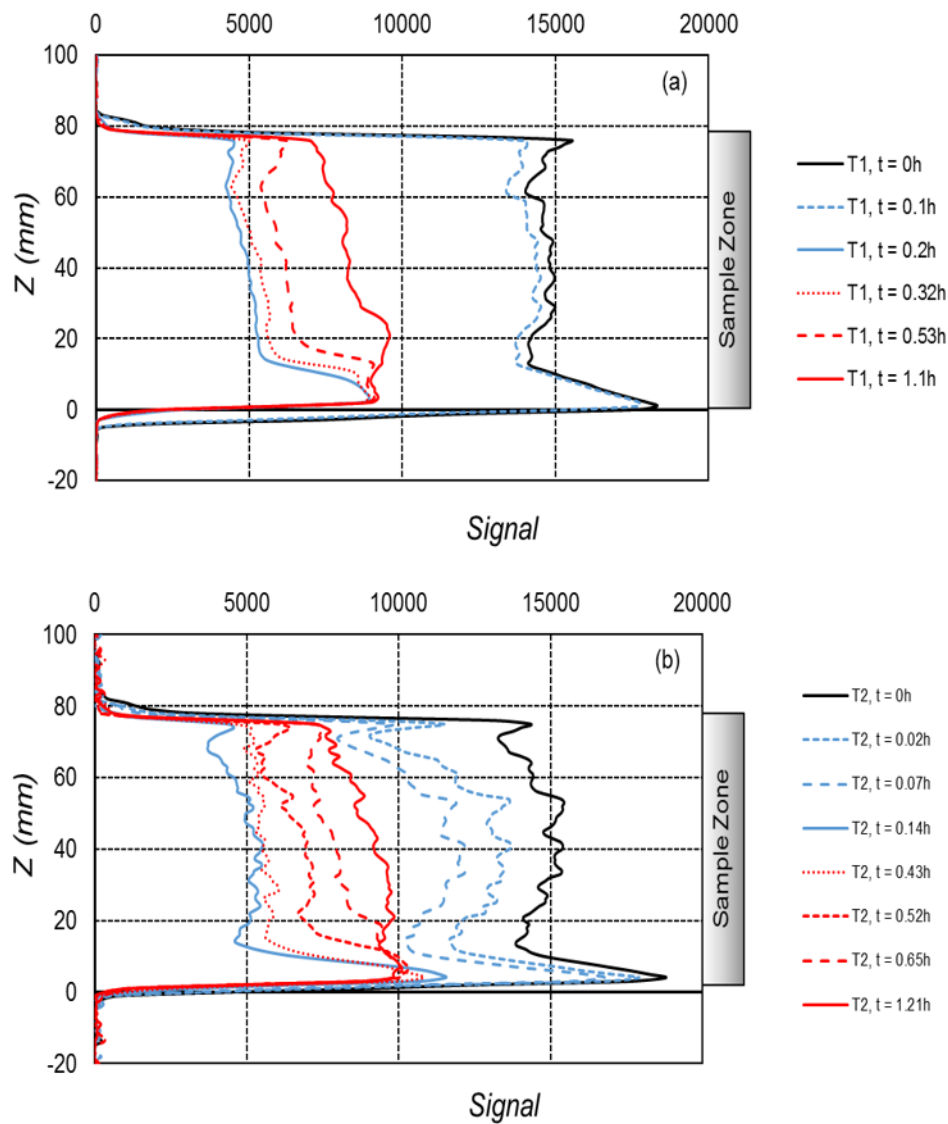 0 5000 10000 15000 20000
100
(a)
80
60
40
20
0
-20
Z (mm)
Sample Zone
T1, t = 0h
T1, t = 0.1h
T1, t = 0.2h
T1, t = 0.32h
T1, t = 0.53h
T1, t = 1.1h
Signal
0 5000 10000 15000 20000
100
(b)
80
60
40
20
0
-20
Z (mm)
Sample Zone
T2, t = 0h
T2, t = 0.02h
T2, t = 0.07h
T2, t = 0.14h
T2, t = 0.43h
T2, t = 0.52h
T2, t = 0.65h
T2, t = 1.21h
Signal